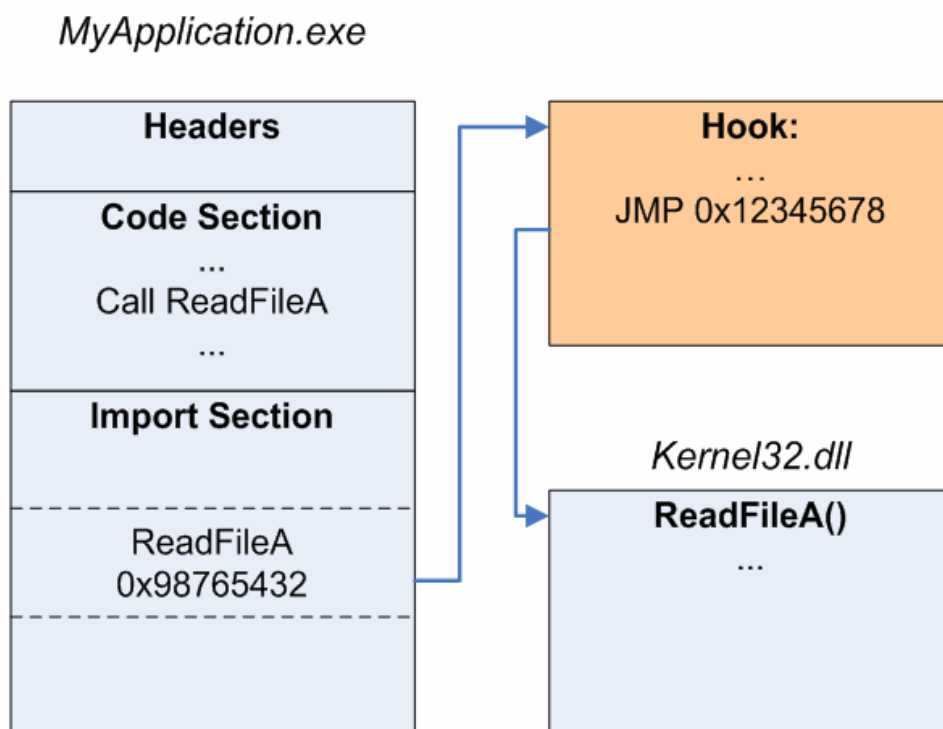 MyApplication.exe
Headers
Code Section
...
Call ReadFileA
...
Import Section
ReadFileA
0x98765432
Hook:
...
JMP 0x12345678
Kernel32.dll
ReadFileA()
...